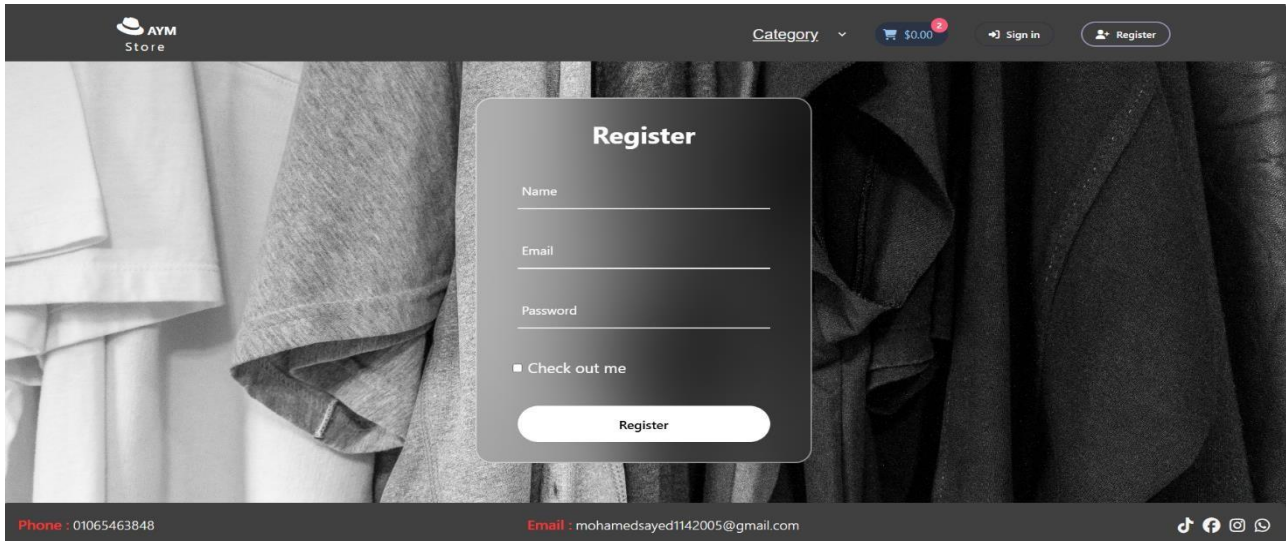 AYM
Store
Category
$0.00
2
Sign in
Register
Register
Name
Email
Password
Check out me
Register
Phone : 01065463848
Email : mohamedsayed1142005@gmail.com